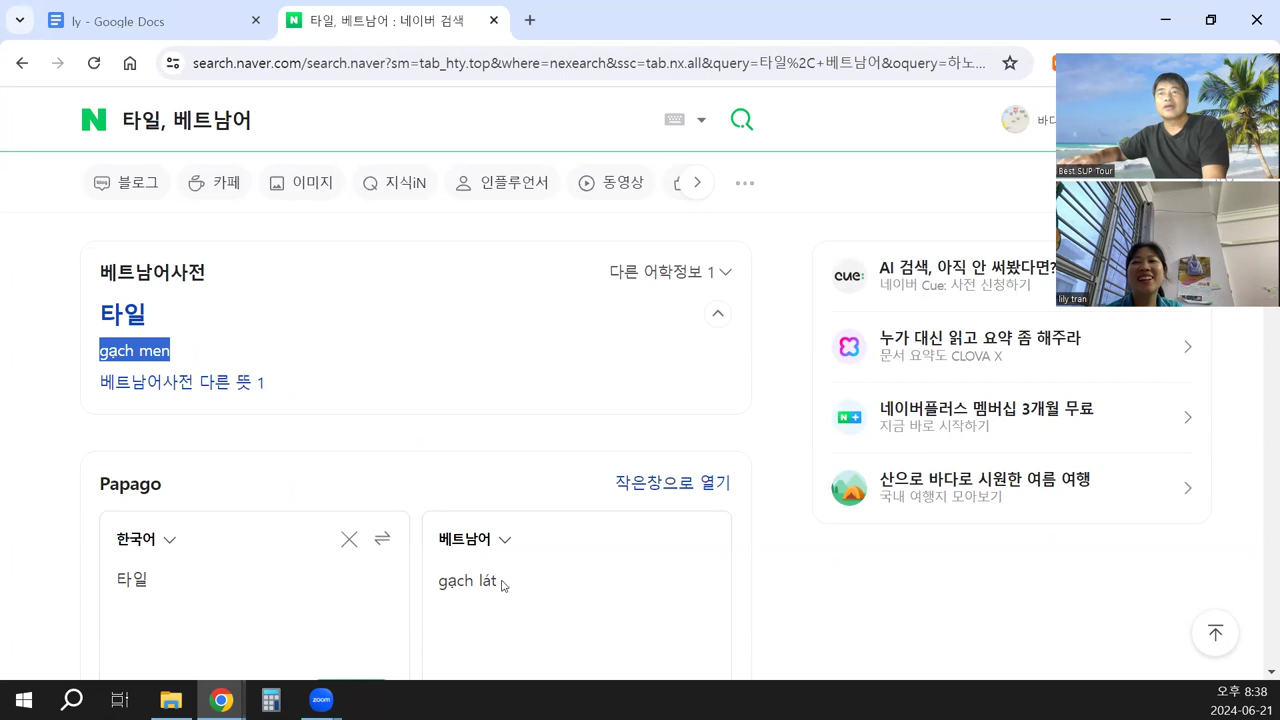 ly - Google Docs
타일, 베트남어 : 네이버 검색
search.naver.com/search.naver?sm=tab_hty.top&where=nexearch&ssc=tab.nx.all&query=타일%2C+베트남어&oquery=하노...
N 타일, 베트남어
바다
블로그
카페
이미지
지식iN
인플루언서
동영상
베트남어사전
다른 어학정보 1
타일
gạch men
베트남어사전 다른 뜻 1
Papago
작은창으로 열기
한국어
타일
베트남어
gạch lát
cue:
AI 검색, 아직 안 써봤다면?
네이버 Cue: 사전 신청하기
누가 대신 읽고 요약 좀 해주라
문서 요약도 CLOVA X
N +
네이버플러스 멤버십 3개월 무료
지금 바로 시작하기
산으로 바다로 시원한 여름 여행
국내 여행지 모아보기
Best SUP Tour
lily tran
zoom
오후 8:38
2024-06-21